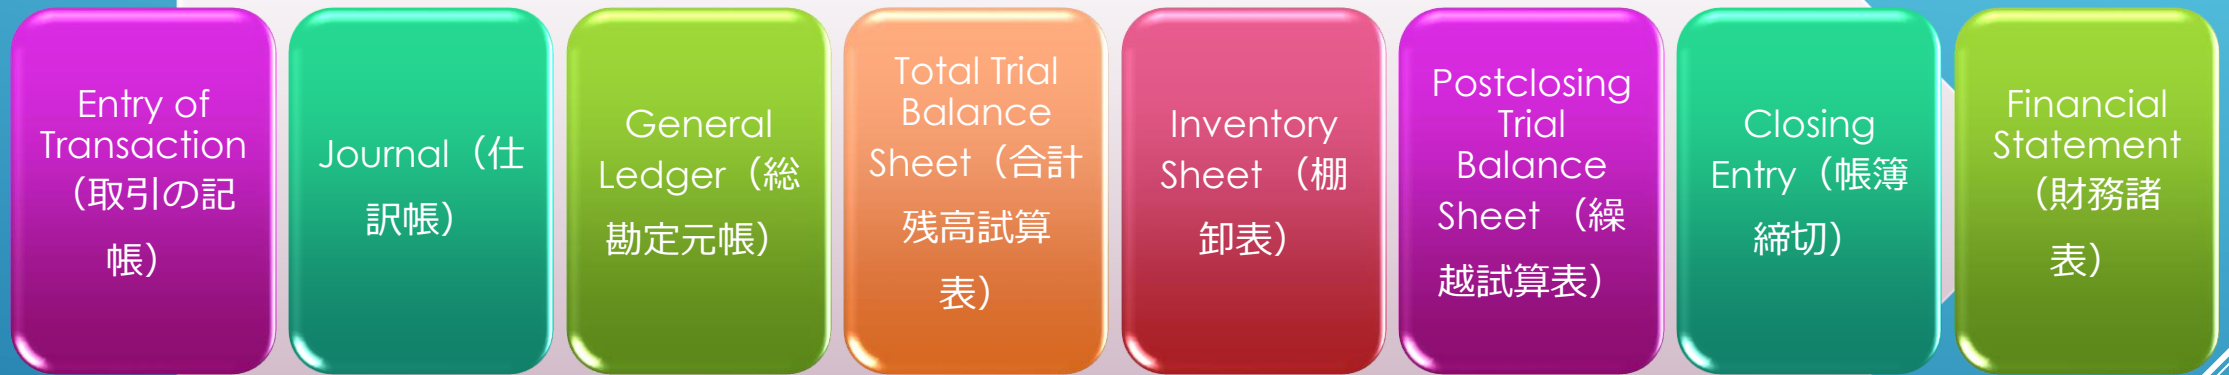 Entry of
Transaction
（取引の記
帳）
Journal（仕
訳帳）
General
Ledger（総
勘定元帳）
Total Trial
Balance
Sheet（合計
残高試算
表）
Inventory
Sheet （棚
卸表）
Postclosing
Trial
Balance
Sheet （繰
越試算表）
Closing
Entry（帳簿
締切）
Financial
Statement
（財務諸
表）